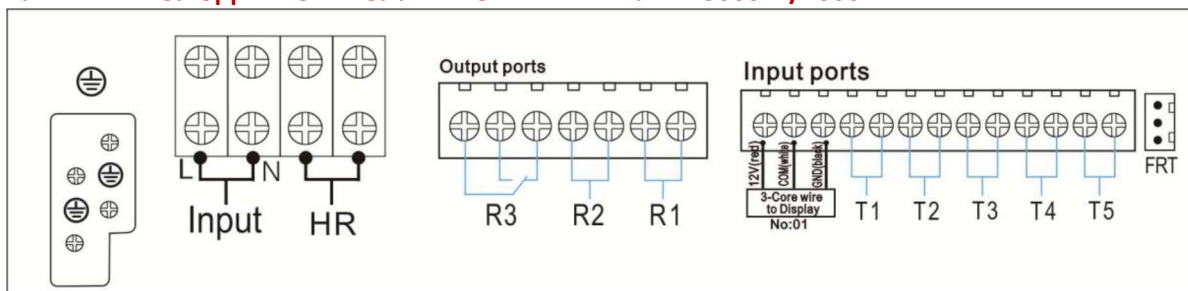 Output ports
Input ports
L
N
Input
HR
R3
R2
R1
12V(red)
COM(white)
GND(black)
3-Core wire
to Display
No:01
T1
T2
T3
T4
T5
FRT